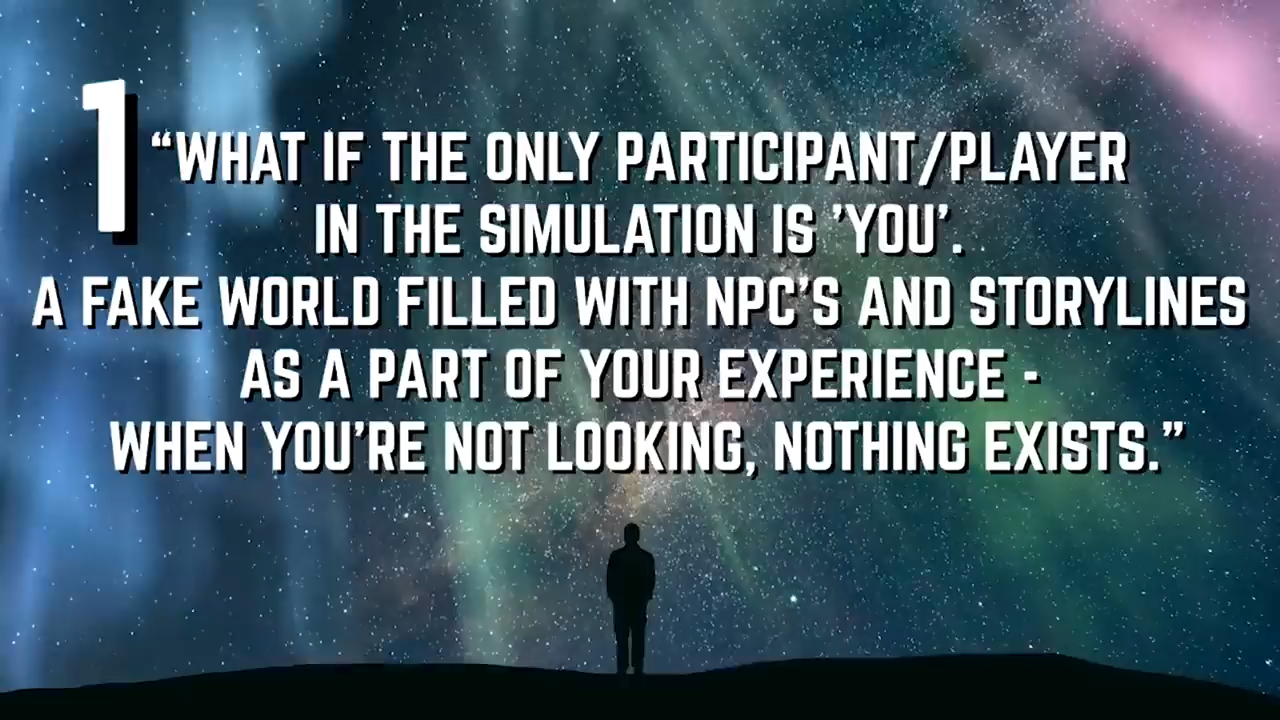 1
“WHAT IF THE ONLY PARTICIPANT/PLAYER
IN THE SIMULATION IS 'YOU'.
A FAKE WORLD FILLED WITH NPC'S AND STORYLINES
AS A PART OF YOUR EXPERIENCE -
WHEN YOU'RE NOT LOOKING, NOTHING EXISTS.”